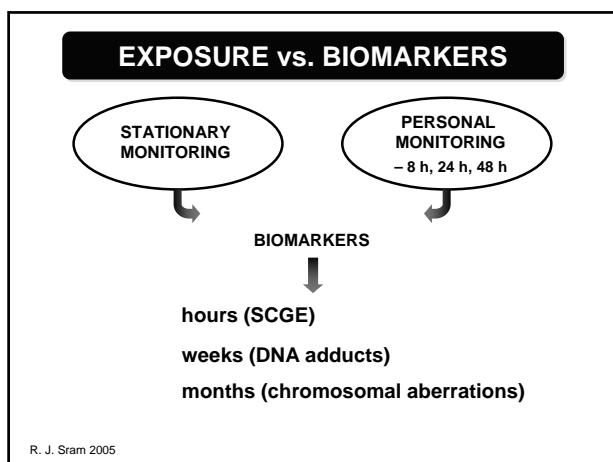 EXPOSURE vs. BIOMARKERS
STATIONARY
MONITORING
PERSONAL
MONITORING
– 8 h, 24 h, 48 h
BIOMARKERS
hours (SCGE)
weeks (DNA adducts)
months (chromosomal aberrations)
R. J. Sram 2005